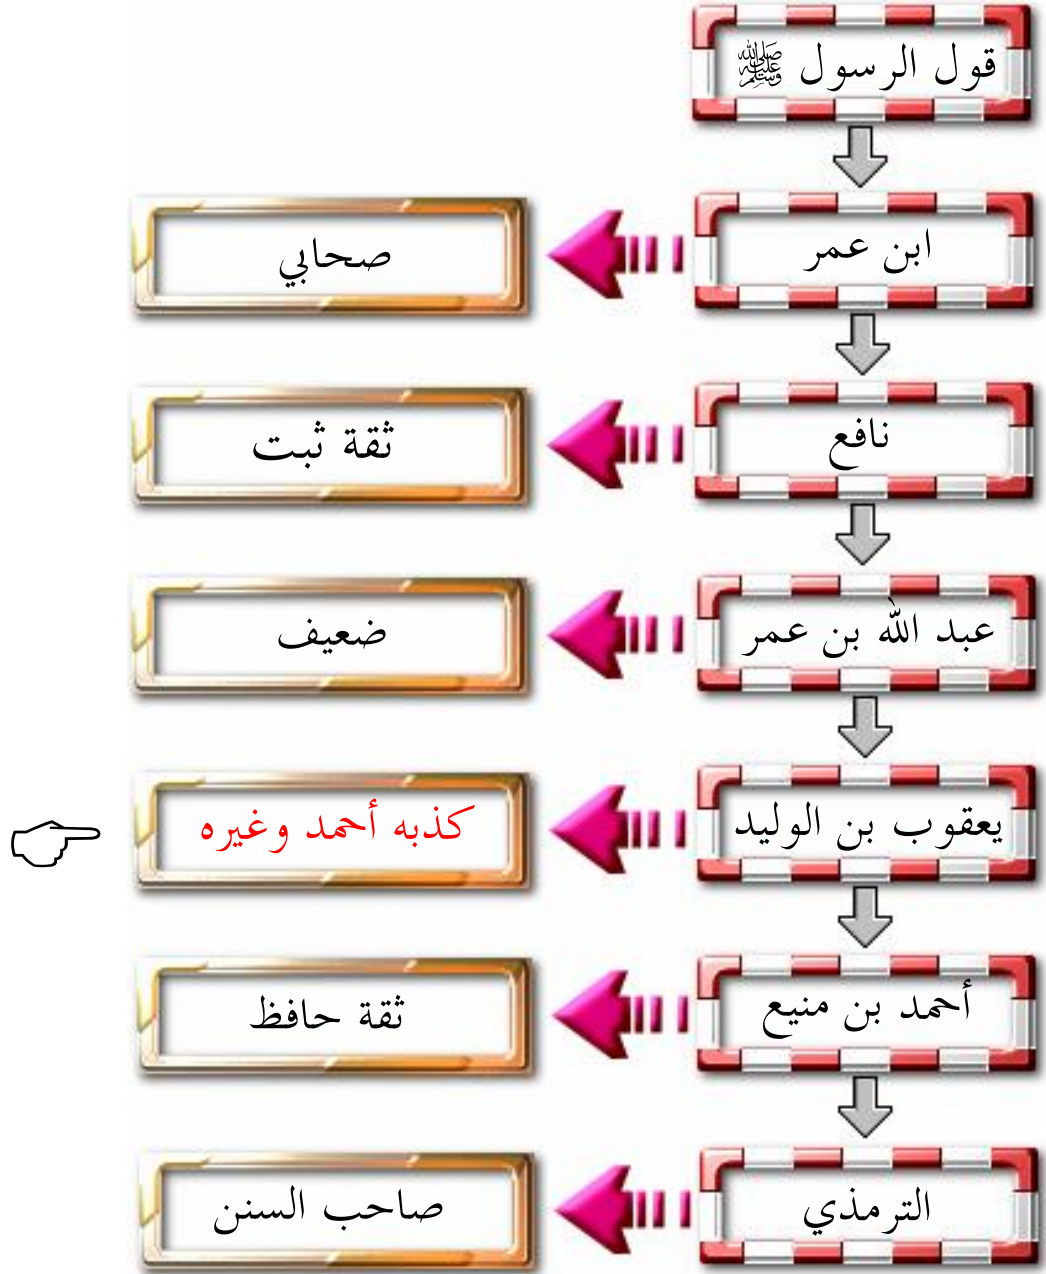 قول الرسول ﷺ
ابن عمر
صحابي
نافع
ثقة ثبت
عبد الله بن عمر
ضعيف
يعقوب بن الوليد
كذبه أحمد وغيره
أحمد بن منيع
ثقة حافظ
الترمذي
صاحب السنن